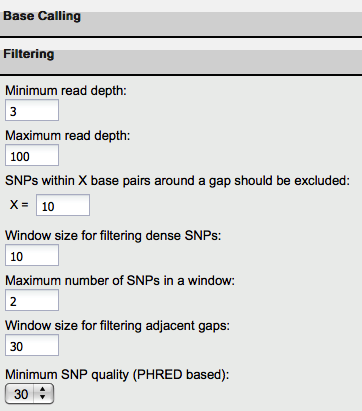 Base Calling
Filtering
Minimum read depth:
3
Maximum read depth:
100
SNPs within X base pairs around a gap should be excluded:
X = 10
Window size for filtering dense SNPs:
10
Maximum number of SNPs in a window:
2
Window size for filtering adjacent gaps:
30
Minimum SNP quality (PHRED based):
30